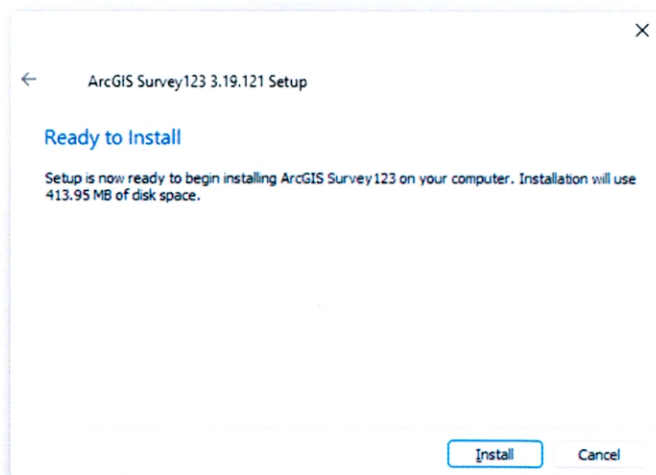 ArcGIS Survey123 3.19.121 Setup
Ready to Install
Setup is now ready to begin installing ArcGIS Survey123 on your computer. Installation will use
413.95 MB of disk space.
Install Cancel